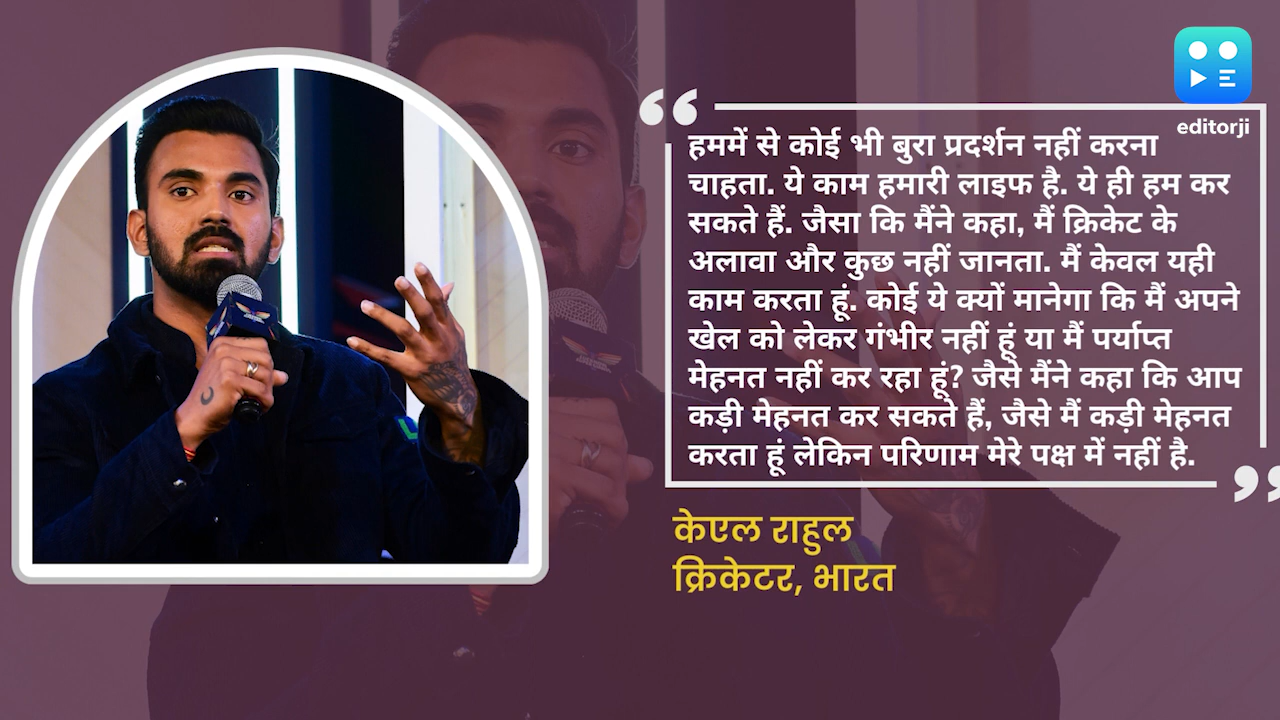 editorji
हममें से कोई भी बुरा प्रदर्शन नहीं करना
चाहता. ये काम हमारी लाइफ है. ये ही हम कर
सकते हैं. जैसा कि मैंने कहा, मैं क्रिकेट के
अलावा और कुछ नहीं जानता. मैं केवल यही
काम करता हूं. कोई ये क्यों मानेगा कि मैं अपने
खेल को लेकर गंभीर नहीं हूं या मैं पर्याप्त
मेहनत नहीं कर रहा हूं? जैसे मैंने कहा कि आप
कड़ी मेहनत कर सकते हैं, जैसे मैं कड़ी मेहनत
करता हूं लेकिन परिणाम मेरे पक्ष में नहीं है.
केएल राहुल
क्रिकेटर, भारत